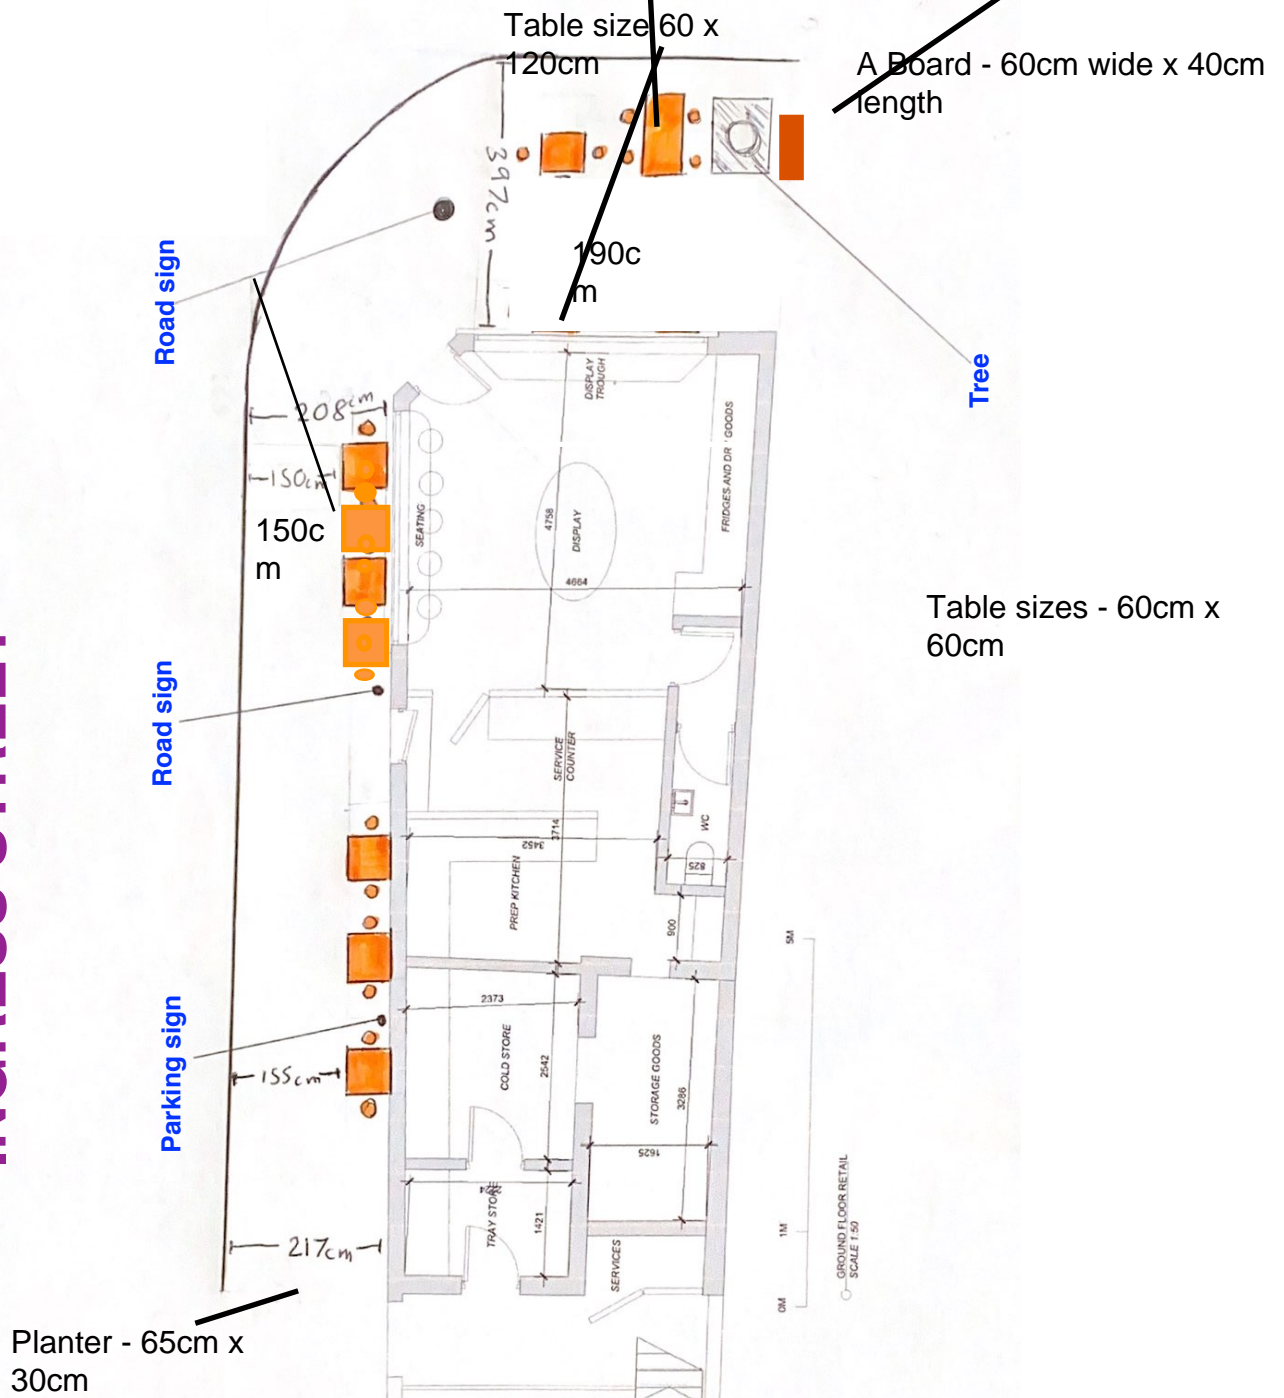 Table size 60 x
120cm
A Board - 60cm wide x 40cm
length
397cm
190c
m
Road sign
Tree
208cm
150cm
150c
m
DISPLAY
TROUGH
FRIDGES AND DR
GOODS
SEATING
4758
DISPLAY
4664
Table sizes - 60cm x
60cm
Road sign
SERVICE
COUNTER
3714
3452
WC
825
PREP KITCHEN
900
5M
2373
COLD STORE
2542
STORAGE GOODS
3286
Parking sign
155cm
1625
TRAY STORE
1421
SERVICES
217cm
1M
0M
GROUND FLOOR RETAIL
SCALE 1:50
Planter - 65cm x
30cm